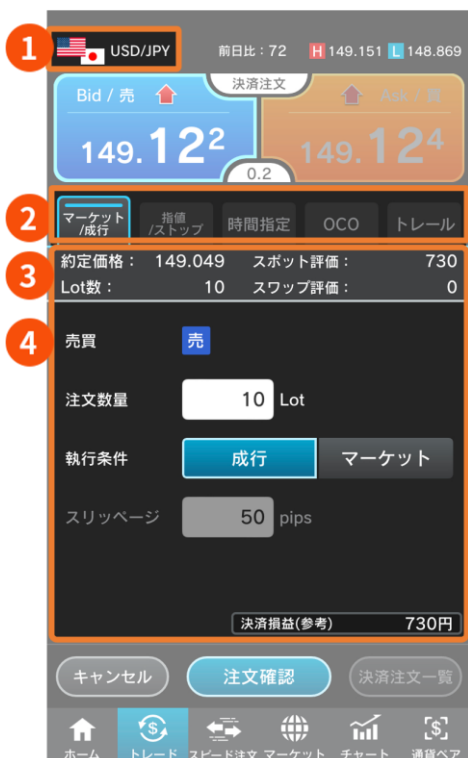 1 USD/JPY 前日比：72 H 149.151 L 148.869
決済注文
Bid / 売 Ask / 買
149.122 149.124
0.2
2
マーケット/成行 指値/ストップ 時間指定 OCO トレール
3
約定価格： 149.049 スポット評価： 730
Lot数： 10 スワップ評価： 0
4
売買 売
注文数量 10 Lot
執行条件 成行 マーケット
スリッページ 50 pips
決済損益(参考) 730円
キャンセル 注文確認 決済注文一覧
ホーム トレード スピード注文 マーケット チャート 通貨ペア